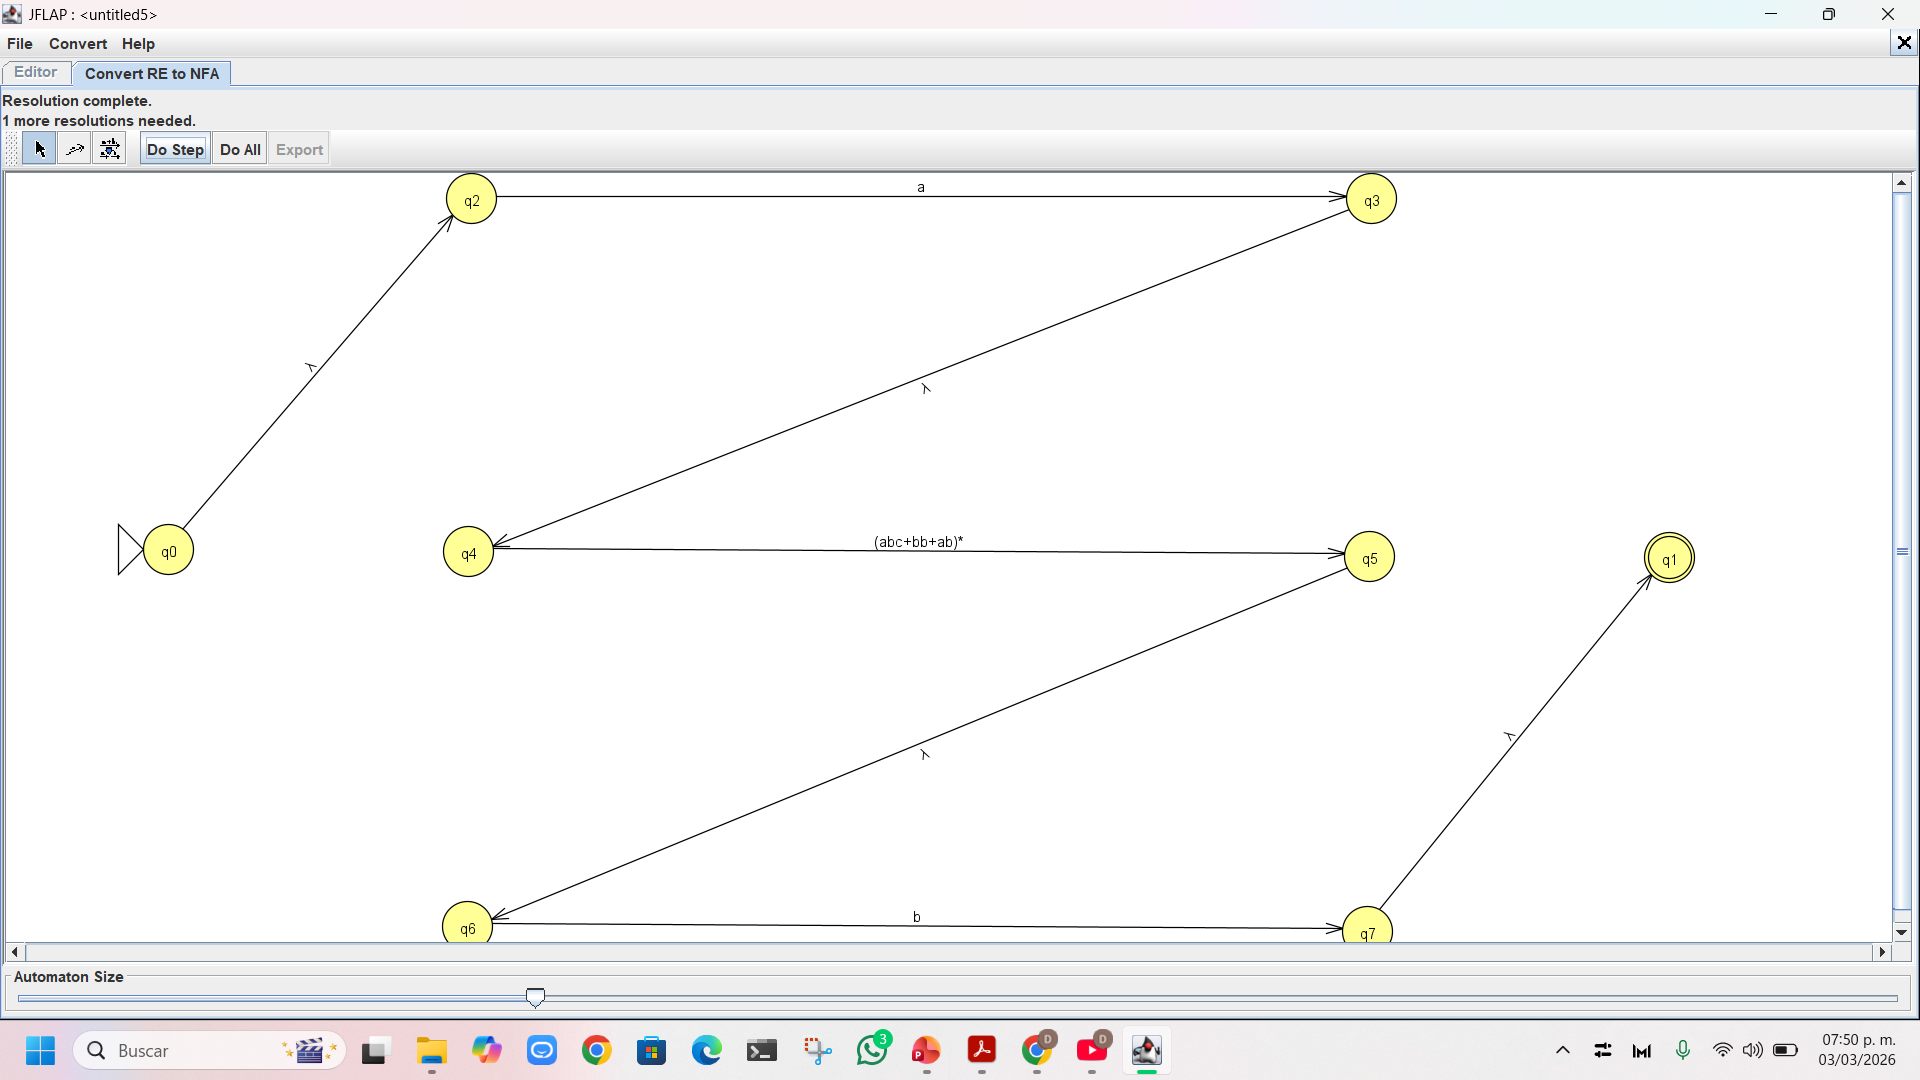 JFLAP : <untitled5>
File Convert Help
Editor Convert RE to NFA
Resolution complete.
1 more resolutions needed.
Do Step Do All Export
q2 a q3
λ
λ
q0 q4 (abc+bb+ab)* q5 q1
λ
λ
q6 b q7
Automaton Size
Buscar
3
D
D
07:50 p. m.
03/03/2026